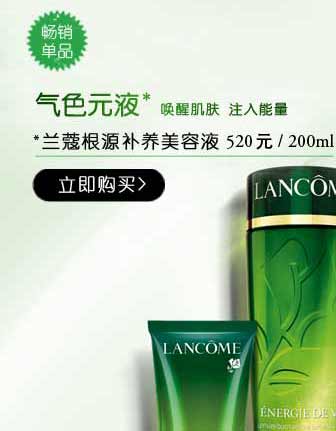 畅销
单品
气色元液* 唤醒肌肤 注入能量
*兰蔻根源补养美容液 520元 / 200ml
立即购买>
LANCÔM
LANCÔME
ÉNERGIE DE V